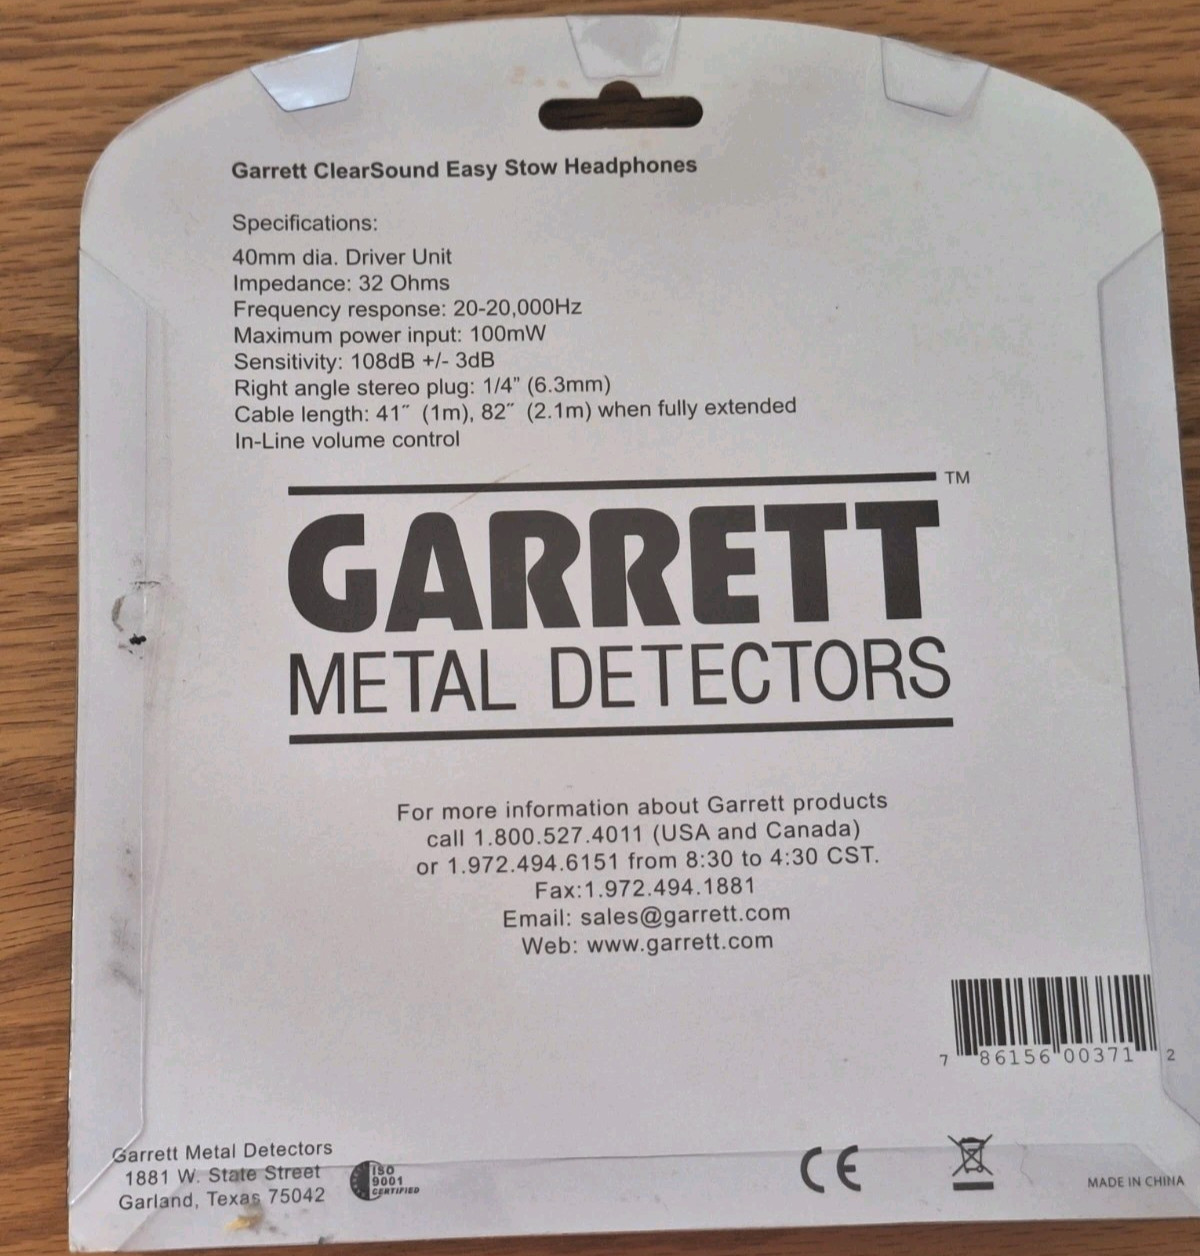 Garrett ClearSound Easy Stow Headphones
Specifications:
40mm dia. Driver Unit
Impedance: 32 Ohms
Frequency response: 20-20,000Hz
Maximum power input: 100mW
Sensitivity: 108dB +/- 3dB
Right angle stereo plug: 1/4" (6.3mm)
Cable length: 41˝ (1m), 82˝ (2.1m) when fully extended
In-Line volume control
GARRETT ™
METAL DETECTORS
For more information about Garrett products
call 1.800.527.4011 (USA and Canada)
or 1.972.494.6151 from 8:30 to 4:30 CST.
Fax:1.972.494.1881
Email: sales@garrett.com
Web: www.garrett.com
7 86156 00371 2
Garrett Metal Detectors
1881 W. State Street
Garland, Texas 75042
ISO
9001
CERTIFIED
CE
MADE IN CHINA